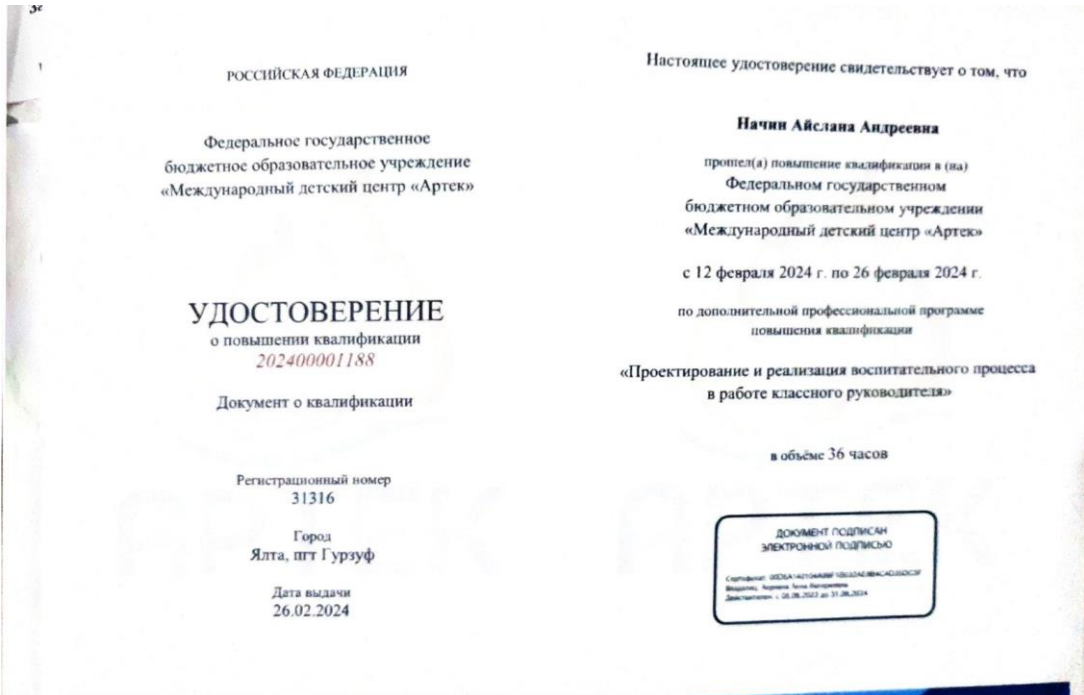 РОССИЙСКАЯ ФЕДЕРАЦИЯ
Федеральное государственное
бюджетное образовательное учреждение
«Международный детский центр «Артек»
УДОСТОВЕРЕНИЕ
о повышении квалификации
202400001188
Документ о квалификации
Регистрационный номер
31316
Город
Ялта, пгт Гурзуф
Дата выдачи
26.02.2024
Настоящее удостоверение свидетельствует о том, что
Начин Айслана Андреевна
прошел(а) повышение квалификации в (на)
Федеральном государственном
бюджетном образовательном учреждении
«Международный детский центр «Артек»
с 12 февраля 2024 г. по 26 февраля 2024 г.
по дополнительной профессиональной программе
повышения квалификации
«Проектирование и реализация воспитательного процесса
в работе классного руководителя»
в объёме 36 часов
ДОКУМЕНТ ПОДПИСАН
ЭЛЕКТРОННОЙ ПОДПИСЬЮ
Сертификат:
Владелец:
Действителен: с